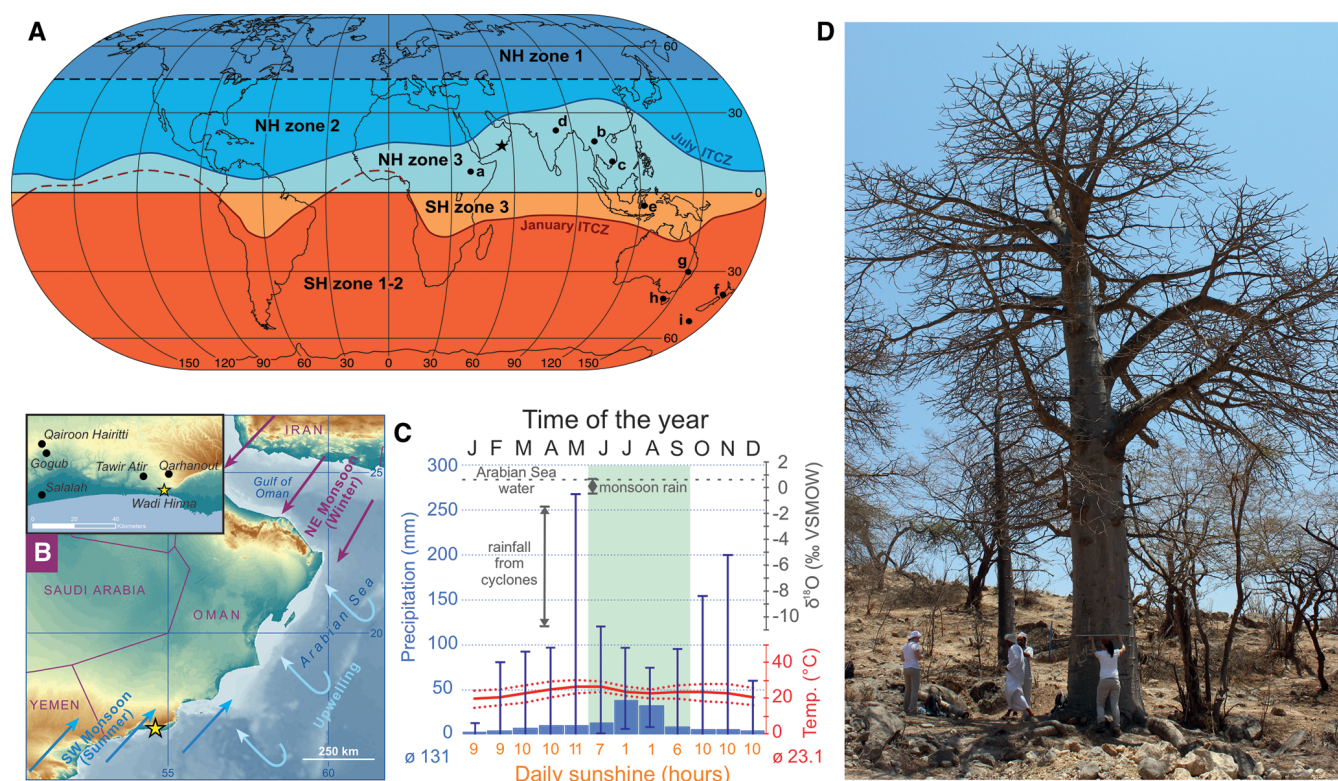 A
NH zone 1
60
NH zone 2
30
July ITCZ
d
b
c
NH zone 3
a
0
SH zone 3
e
January ITCZ
SH zone 1-2
g
30
h
f
i
60
150 120 90 60 30 0 30 60 90 120 150
B
Qairoon Hairitti
Gogub
Tawir Atir
Qarhanout
Salalah
Wadi Hinna
0 20 40
Kilometers
IRAN
25
Gulf of
Oman
NE Monsoon
(Winter)
SAUDI ARABIA
OMAN
Arabian Sea
20
Upwelling
YEMEN
SW Monsoon
(Summer)
250 km
55
60
C
Time of the year
J F M A M J J A S O N D
300
250
200
150
100
50
0
Precipitation (mm)
Arabian Sea
water
monsoon rain
rainfall
from
cyclones
2
0
-2
-4
-6
-8
-10
δ18O (‰ VSMOW)
40
20
0
Temp. (°C)
ø 131
9 9 10 10 11 7 1 1 6 10 10 10
ø 23.1
Daily sunshine (hours)
D